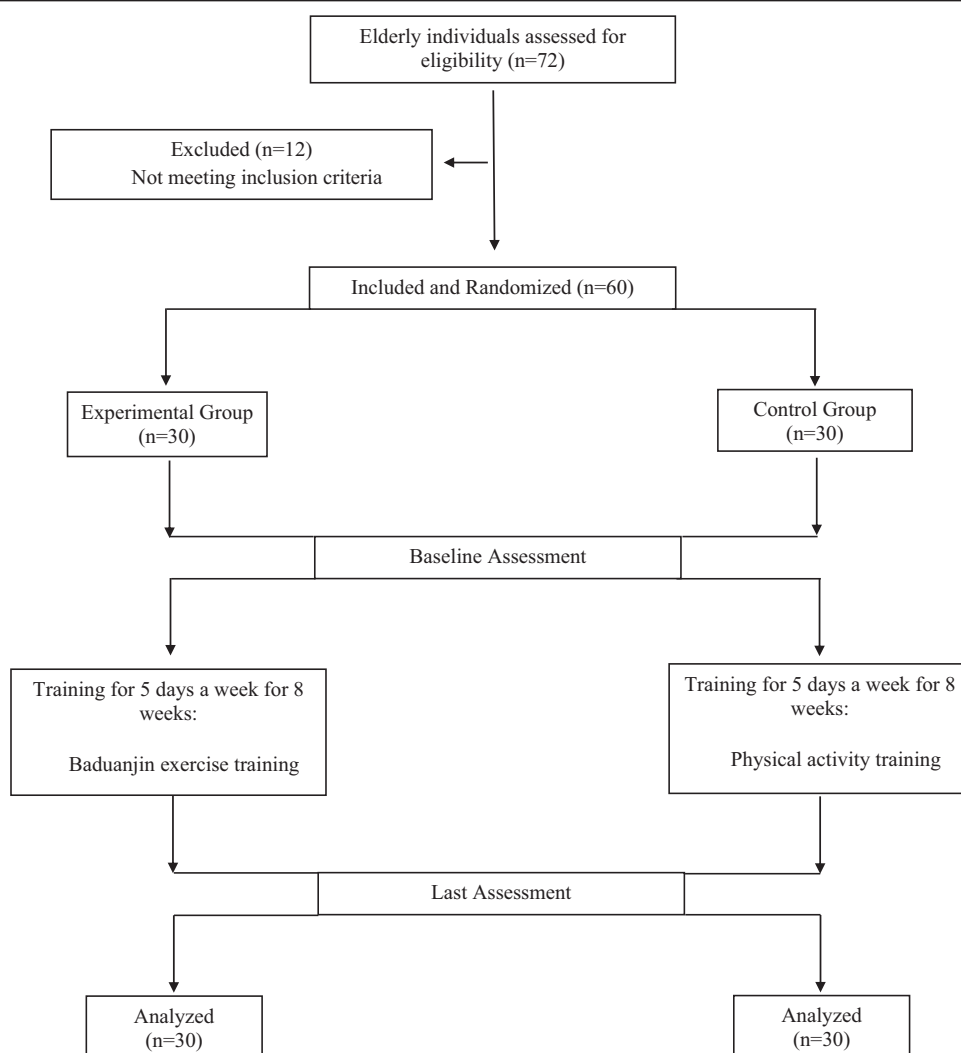 Elderly individuals assessed for
eligibility (n=72)
Excluded (n=12)
Not meeting inclusion criteria
Included and Randomized (n=60)
Experimental Group
(n=30)
Control Group
(n=30)
Baseline Assessment
Training for 5 days a week for 8
weeks:
Baduanjin exercise training
Training for 5 days a week for 8
weeks:
Physical activity training
Last Assessment
Analyzed
(n=30)
Analyzed
(n=30)